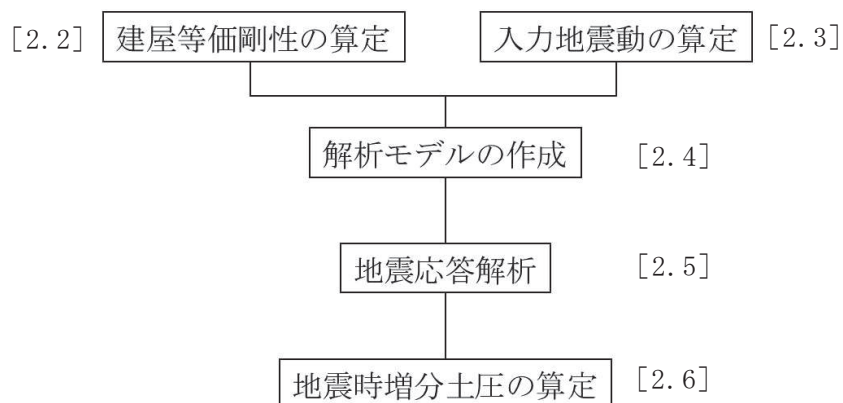 [2.2] 建屋等価剛性の算定 入力地震動の算定 [2.3]
解析モデルの作成 [2.4]
地震応答解析 [2.5]
地震時増分土圧の算定 [2.6]